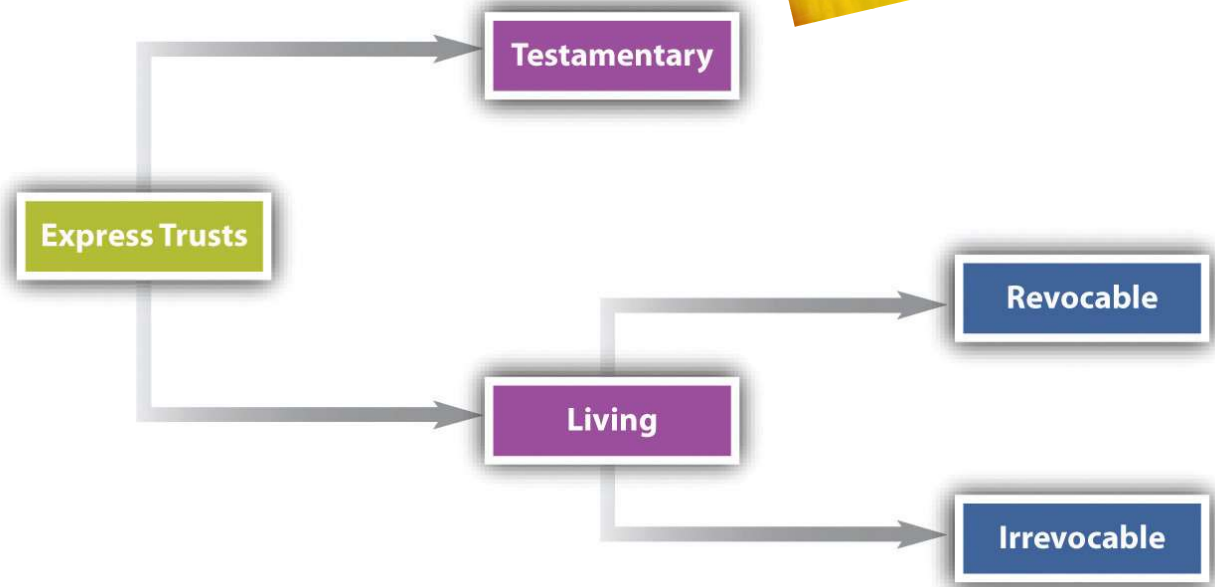 Testamentary
Express Trusts
Revocable
Living
Irrevocable